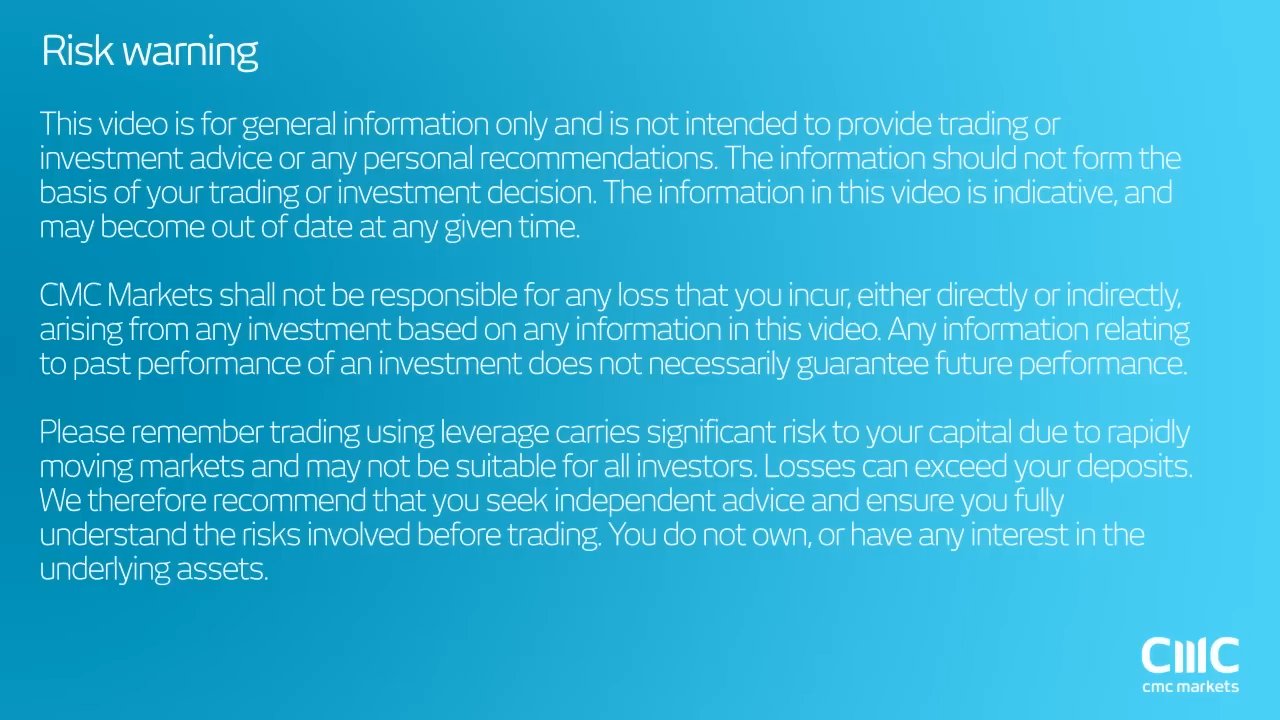 Risk warning
This video is for general information only and is not intended to provide trading or
investment advice or any personal recommendations. The information should not form the
basis of your trading or investment decision. The information in this video is indicative, and
may become out of date at any given time.
CMC Markets shall not be responsible for any loss that you incur, either directly or indirectly,
arising from any investment based on any information in this video. Any information relating
to past performance of an investment does not necessarily guarantee future performance.
Please remember trading using leverage carries significant risk to your capital due to rapidly
moving markets and may not be suitable for all investors. Losses can exceed your deposits.
We therefore recommend that you seek independent advice and ensure you fully
understand the risks involved before trading. You do not own, or have any interest in the
underlying assets.
CMC
cmc markets